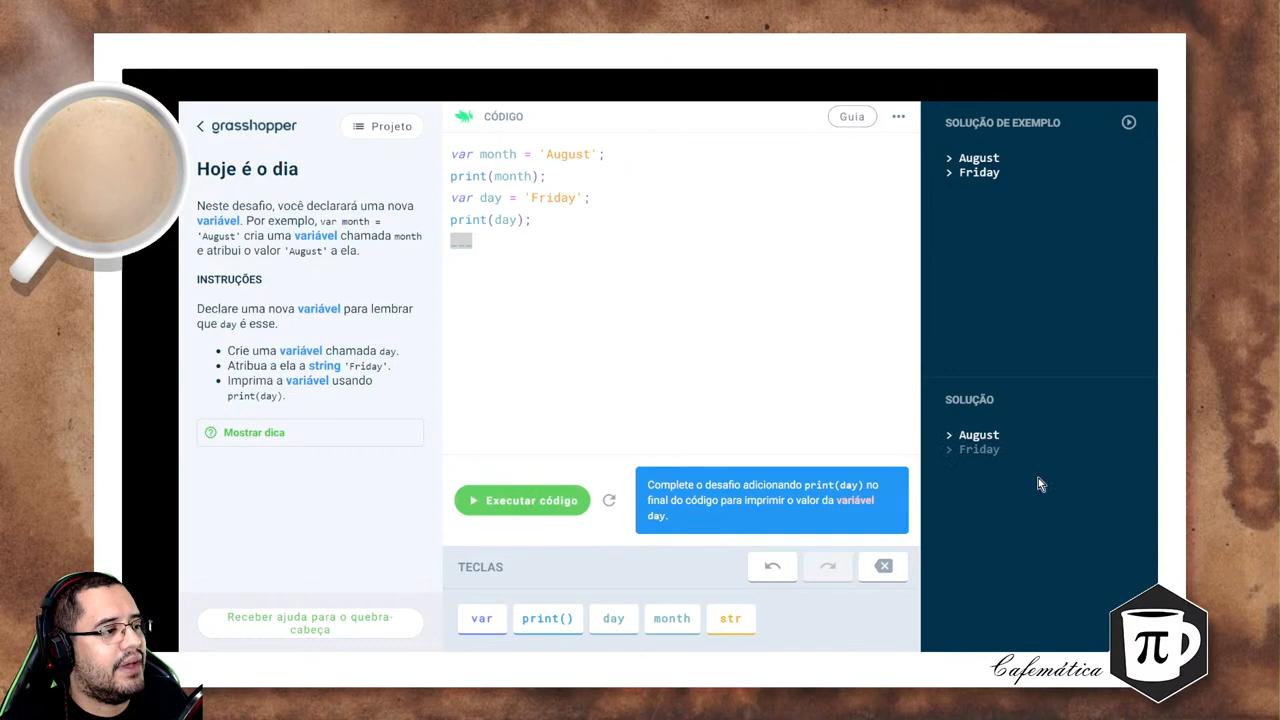 grasshopper
Projeto
Hoje é o dia
Neste desafio, você declarará uma nova
variável. Por exemplo, var month =
'August' cria uma variável chamada month
e atribui o valor 'August' a ela.
INSTRUÇÕES
Declare uma nova variável para lembrar
que day é esse.
Crie uma variável chamada day.
Atribua a ela a string 'Friday'.
Imprima a variável usando
print(day).
Mostrar dica
Receber ajuda para o quebra-
cabeça
CÓDIGO
Guia
var month = 'August';
print(month);
var day = 'Friday';
print(day);
___
Executar código
Complete o desafio adicionando print(day) no
final do código para imprimir o valor da variável
day.
TECLAS
var print() day month str
SOLUÇÃO DE EXEMPLO
> August
> Friday
SOLUÇÃO
> August
> Friday
Cafemática
π